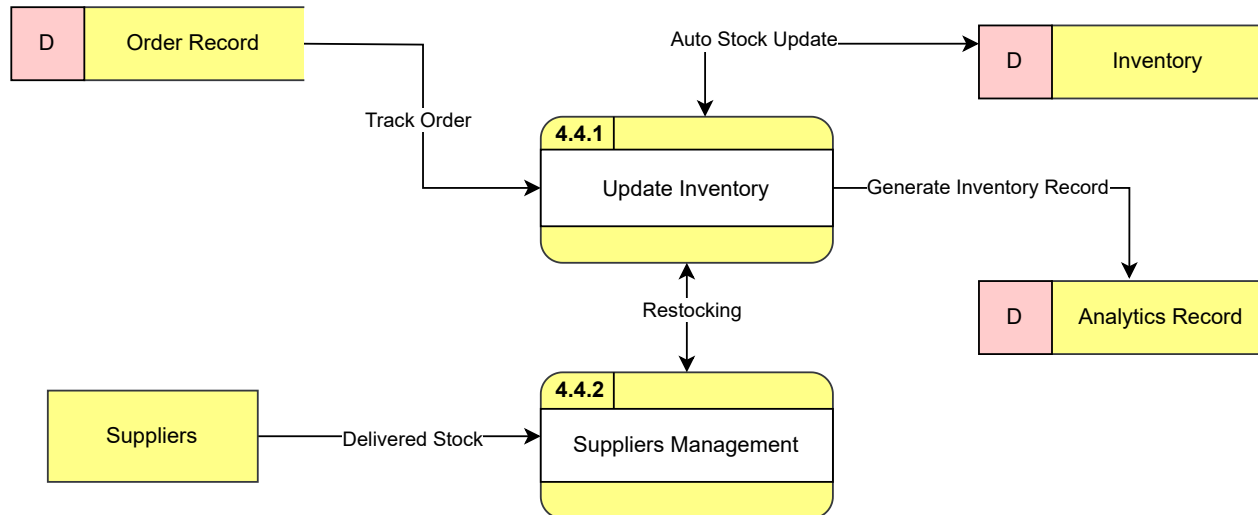 D
Order Record
Auto Stock Update
D
Inventory
Track Order
4.4.1
Update Inventory
Generate Inventory Record
Restocking
D
Analytics Record
4.4.2
Suppliers
Delivered Stock
Suppliers Management